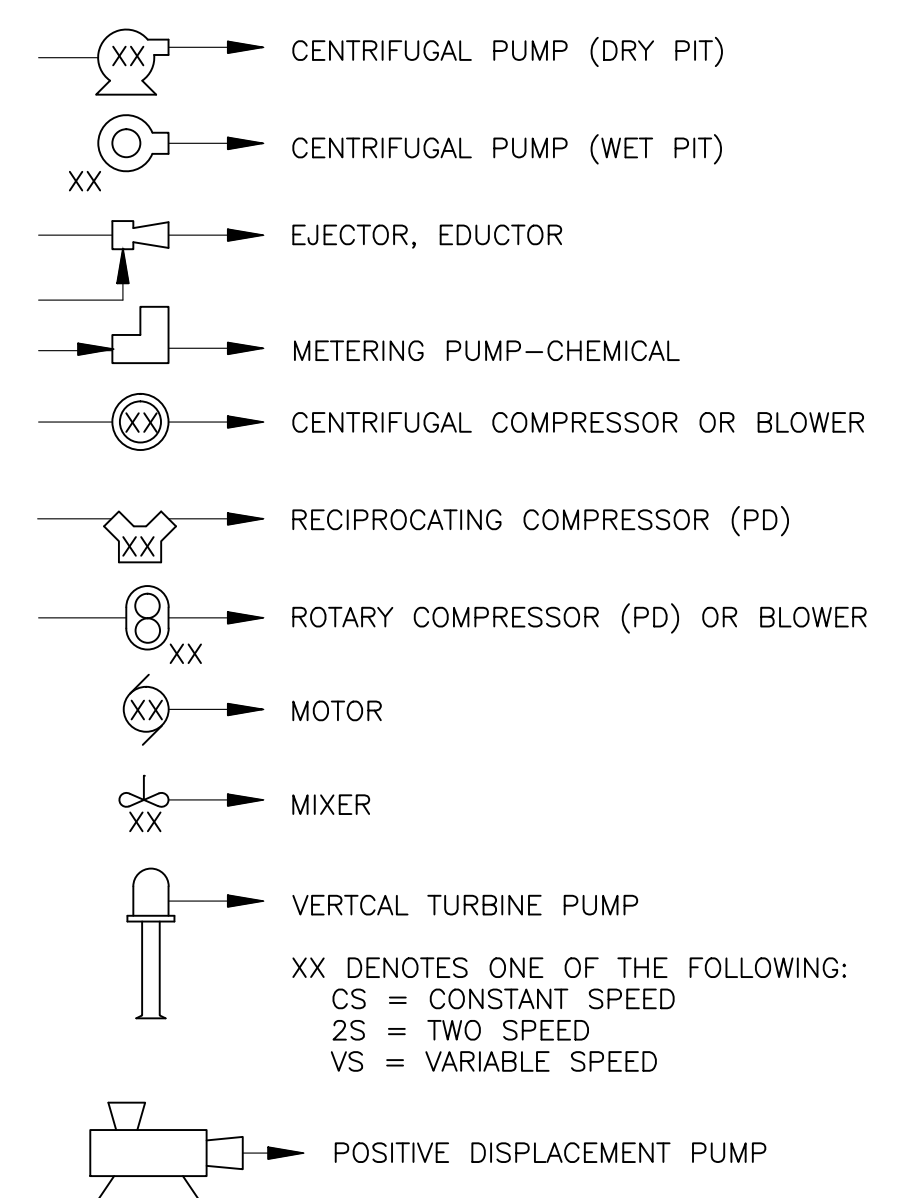 XX CENTRIFUGAL PUMP (DRY PIT)
CENTRIFUGAL PUMP (WET PIT)
XX
EJECTOR, EDUCTOR
METERING PUMP-CHEMICAL
XX CENTRIFUGAL COMPRESSOR OR BLOWER
RECIPROCATING COMPRESSOR (PD)
XX
ROTARY COMPRESSOR (PD) OR BLOWER
XX
XX MOTOR
MIXER
XX
VERTCAL TURBINE PUMP
XX DENOTES ONE OF THE FOLLOWING:
CS = CONSTANT SPEED
2S = TWO SPEED
VS = VARIABLE SPEED
POSITIVE DISPLACEMENT PUMP